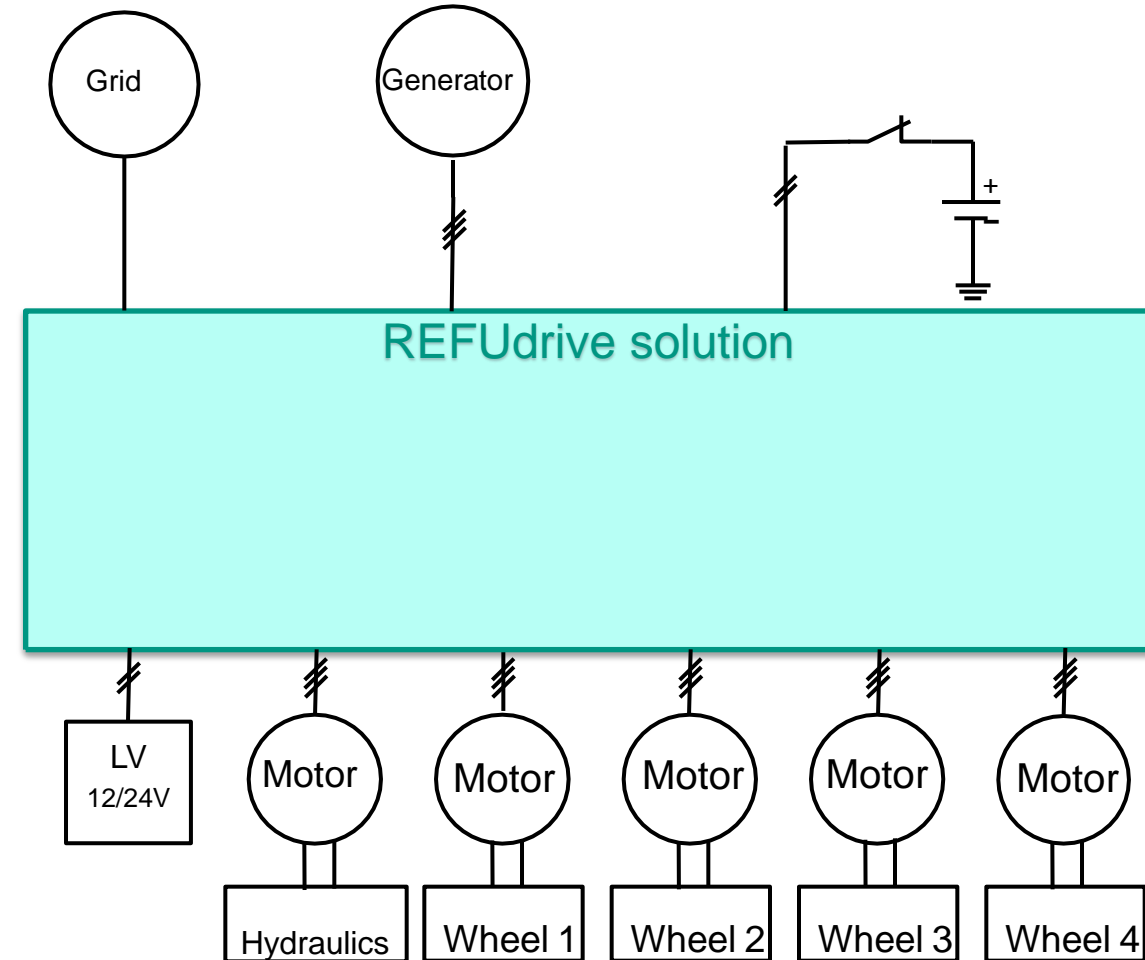 Grid
Generator
+
-
REFUdrive solution
LV
12/24V
Motor
Motor
Motor
Motor
Motor
Hydraulics
Wheel 1
Wheel 2
Wheel 3
Wheel 4